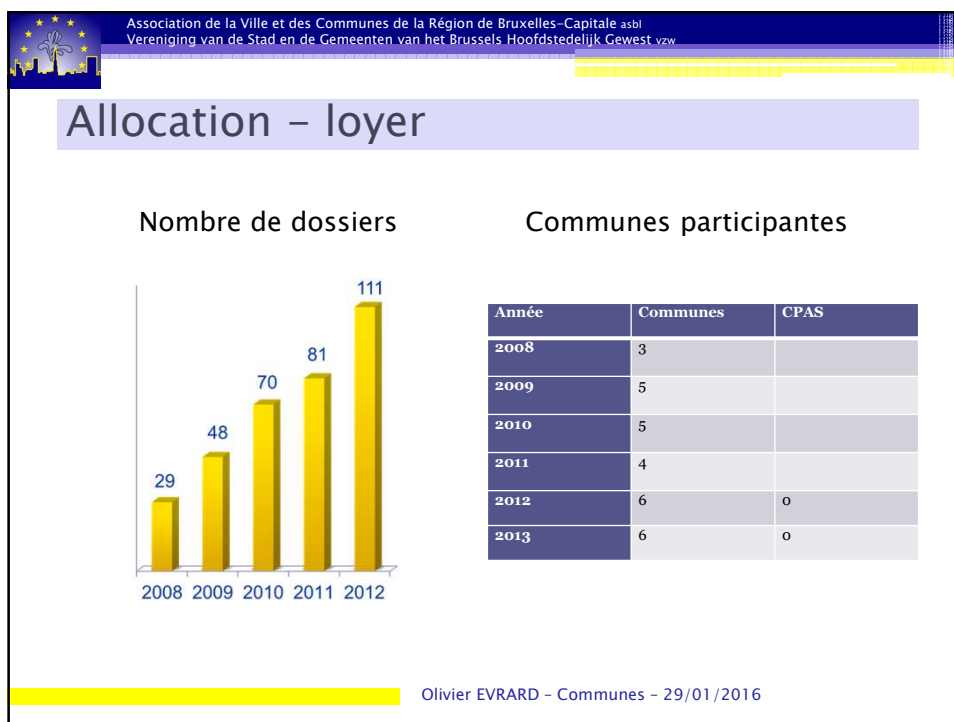 Association de la Ville et des Communes de la Région de Bruxelles-Capitale asbl
Vereniging van de Stad en de Gemeenten van het Brussels Hoofdstedelijk Gewest vzw
Allocation – loyer
Nombre de dossiers
111
81
70
48
29
2008 2009 2010 2011 2012
Communes participantes
Année Communes CPAS
2008 3
2009 5
2010 5
2011 4
2012 6 0
2013 6 0
Olivier EVRARD – Communes – 29/01/2016